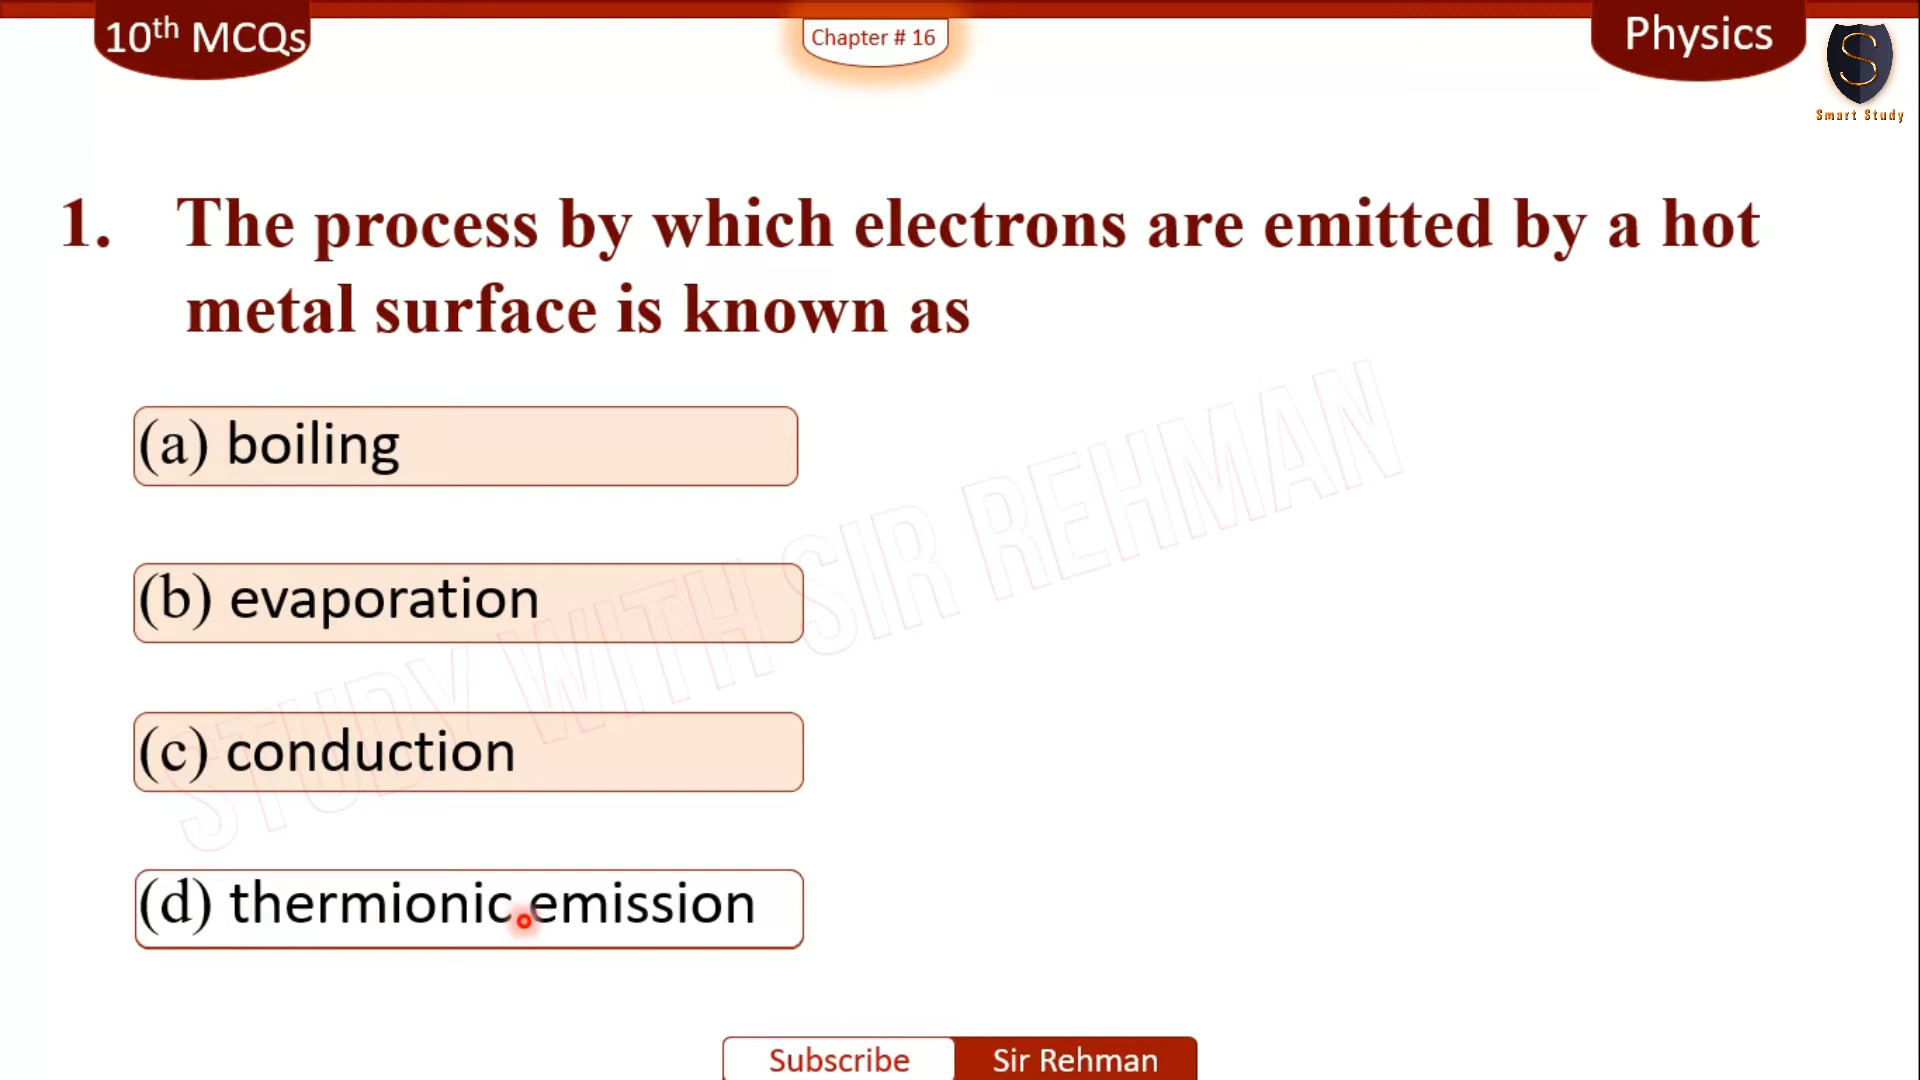 10th MCQs
Chapter # 16
Physics
S
Smart Study
1. The process by which electrons are emitted by a hot
metal surface is known as
(a) boiling
(b) evaporation
(c) conduction
(d) thermionic emission
STUDY WITH SIR REHMAN
Subscribe
Sir Rehman